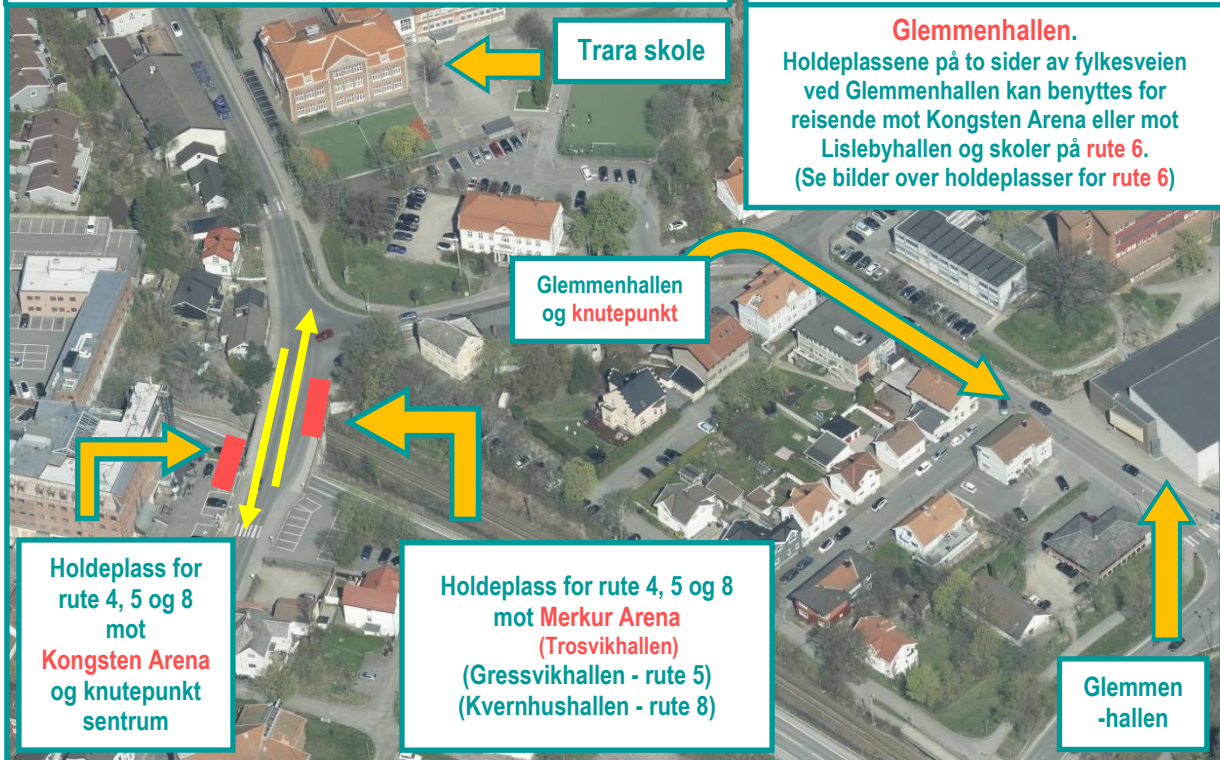 Trara skole
Glemmenhallen.
Holdeplassene på to sider av fylkesveien
ved Glemmenhallen kan benyttes for
reisende mot Kongsten Arena eller mot
Lislebyhallen og skoler på rute 6.
(Se bilder over holdeplasser for rute 6)
Glemmenhallen
og knutepunkt
Holdeplass for
rute 4, 5 og 8
mot
Kongsten Arena
og knutepunkt
sentrum
Holdeplass for rute 4, 5 og 8
mot Merkur Arena
(Trosvikhallen)
(Gressvikhallen - rute 5)
(Kvernhushallen - rute 8)
Glemmen
-hallen